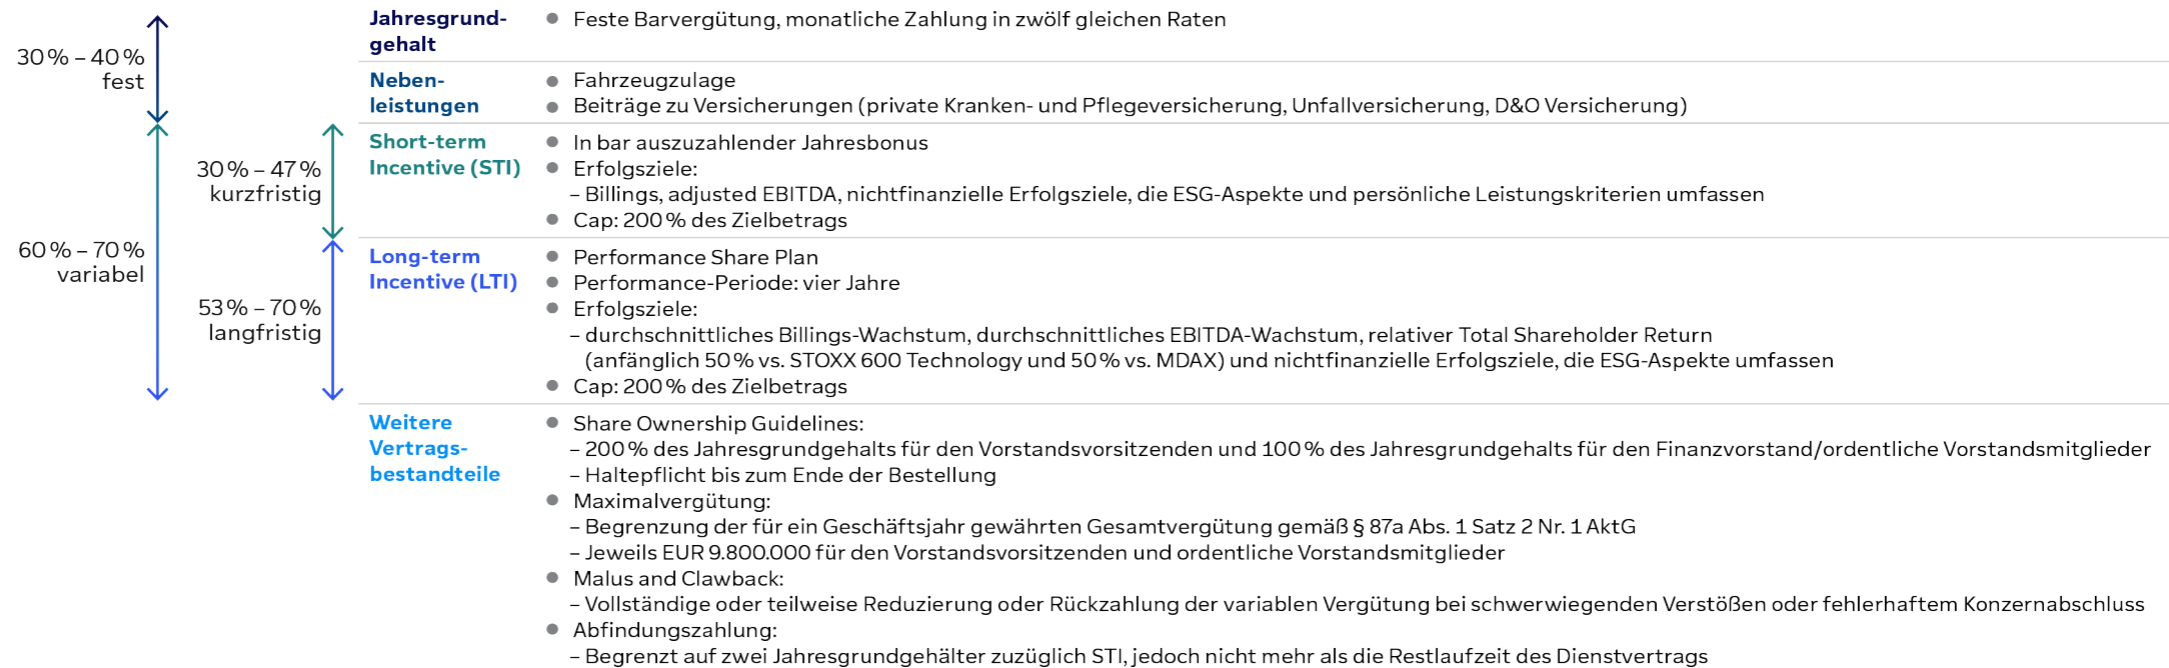 30 % – 40 %
fest
60 % – 70 %
variabel
30 % – 47 %
kurzfristig
53 % – 70 %
langfristig
Jahresgrund-
gehalt
● Feste Barvergütung, monatliche Zahlung in zwölf gleichen Raten
Neben-
leistungen
● Fahrzeugzulage
● Beiträge zu Versicherungen (private Kranken- und Pflegeversicherung, Unfallversicherung, D&O Versicherung)
Short-term
Incentive (STI)
● In bar auszuzahlender Jahresbonus
● Erfolgsziele:
– Billings, adjusted EBITDA, nichtfinanzielle Erfolgsziele, die ESG-Aspekte und persönliche Leistungskriterien umfassen
● Cap: 200 % des Zielbetrags
Long-term
Incentive (LTI)
● Performance Share Plan
● Performance-Periode: vier Jahre
● Erfolgsziele:
– durchschnittliches Billings-Wachstum, durchschnittliches EBITDA-Wachstum, relativer Total Shareholder Return
(anfänglich 50 % vs. STOXX 600 Technology und 50 % vs. MDAX) und nichtfinanzielle Erfolgsziele, die ESG-Aspekte umfassen
● Cap: 200 % des Zielbetrags
Weitere
Vertrags-
bestandteile
● Share Ownership Guidelines:
– 200 % des Jahresgrundgehalts für den Vorstandsvorsitzenden und 100 % des Jahresgrundgehalts für den Finanzvorstand/ordentliche Vorstandsmitglieder
– Haltepflicht bis zum Ende der Bestellung
● Maximalvergütung:
– Begrenzung der für ein Geschäftsjahr gewährten Gesamtvergütung gemäß § 87a Abs. 1 Satz 2 Nr. 1 AktG
– Jeweils EUR 9.800.000 für den Vorstandsvorsitzenden und ordentliche Vorstandsmitglieder
● Malus and Clawback:
– Vollständige oder teilweise Reduzierung oder Rückzahlung der variablen Vergütung bei schwerwiegenden Verstößen oder fehlerhaftem Konzernabschluss
● Abfindungszahlung:
– Begrenzt auf zwei Jahresgrundgehälter zuzüglich STI, jedoch nicht mehr als die Restlaufzeit des Dienstvertrags